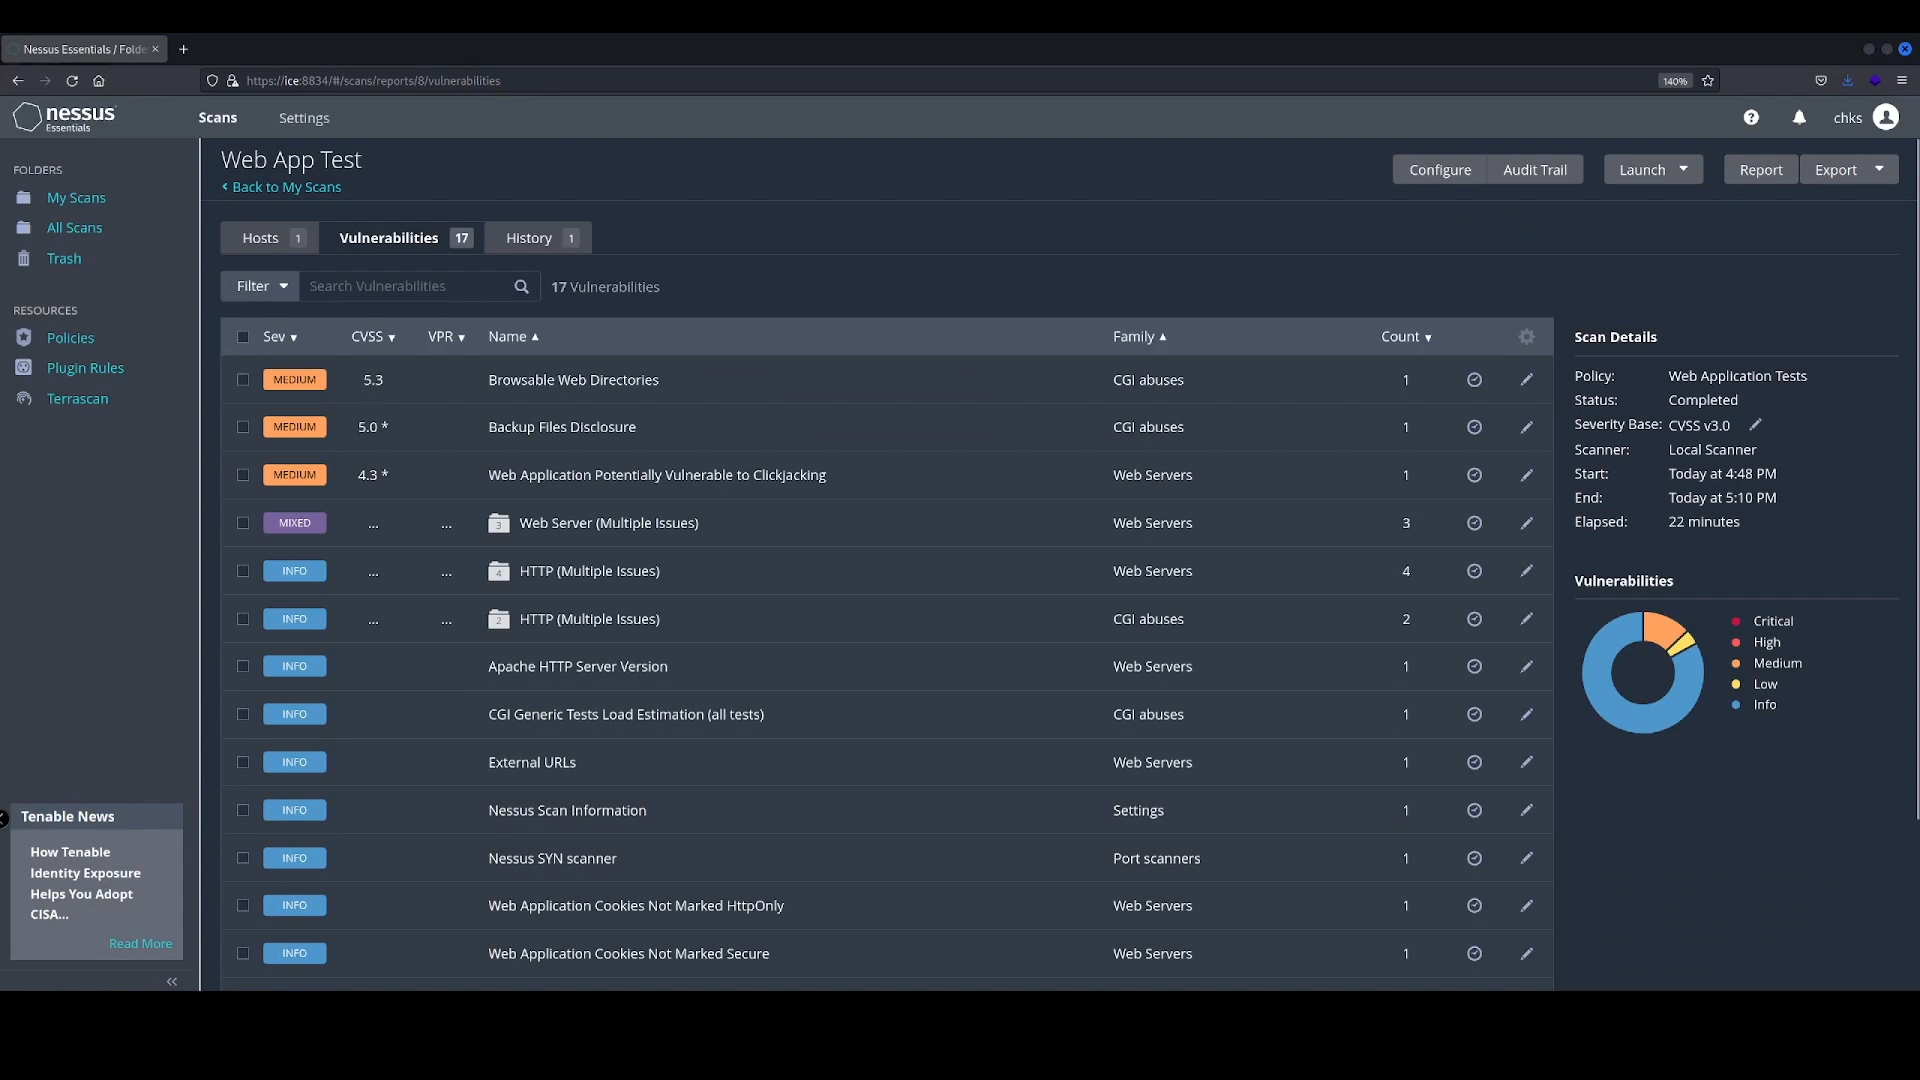 Nessus Essentials / Folde
https://ice:8834/#/scans/reports/8/vulnerabilities
140%
nessus
Essentials
Scans
Settings
chks
FOLDERS
My Scans
All Scans
Trash
RESOURCES
Policies
Plugin Rules
Terrascan
Tenable News
How Tenable
Identity Exposure
Helps You Adopt
CISA...
Read More
Web App Test
Back to My Scans
Configure
Audit Trail
Launch
Report
Export
Hosts 1
Vulnerabilities 17
History 1
Filter
Search Vulnerabilities
17 Vulnerabilities
Sev CVSS VPR Name Family Count
MEDIUM 5.3 Browsable Web Directories CGI abuses 1
MEDIUM 5.0 * Backup Files Disclosure CGI abuses 1
MEDIUM 4.3 * Web Application Potentially Vulnerable to Clickjacking Web Servers 1
MIXED ... ... 3 Web Server (Multiple Issues) Web Servers 3
INFO ... ... 4 HTTP (Multiple Issues) Web Servers 4
INFO ... ... 2 HTTP (Multiple Issues) CGI abuses 2
INFO Apache HTTP Server Version Web Servers 1
INFO CGI Generic Tests Load Estimation (all tests) CGI abuses 1
INFO External URLs Web Servers 1
INFO Nessus Scan Information Settings 1
INFO Nessus SYN scanner Port scanners 1
INFO Web Application Cookies Not Marked HttpOnly Web Servers 1
INFO Web Application Cookies Not Marked Secure Web Servers 1
Scan Details
Policy: Web Application Tests
Status: Completed
Severity Base: CVSS v3.0
Scanner: Local Scanner
Start: Today at 4:48 PM
End: Today at 5:10 PM
Elapsed: 22 minutes
Vulnerabilities
Critical
High
Medium
Low
Info